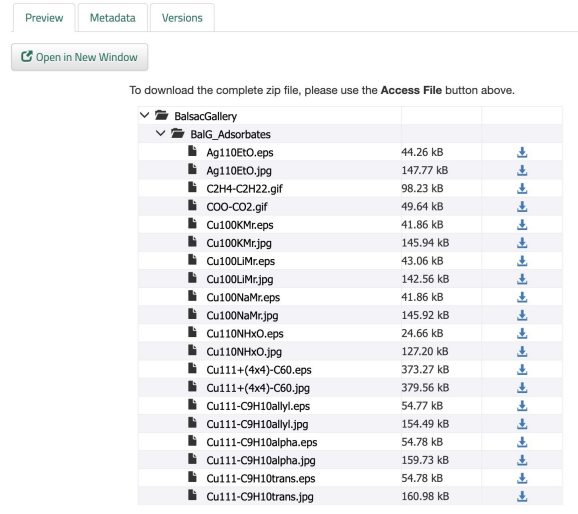 Preview Metadata Versions
Open in New Window
To download the complete zip file, please use the Access File button above.
BalsacGallery
BalG_Adsorbates
Ag110EtO.eps 44.26 kB
Ag110EtO.jpg 147.77 kB
C2H4-C2H22.gif 98.23 kB
COO-CO2.gif 49.64 kB
Cu100KMr.eps 41.86 kB
Cu100KMr.jpg 145.94 kB
Cu100LiMr.eps 43.06 kB
Cu100LiMr.jpg 142.56 kB
Cu100NaMr.eps 41.86 kB
Cu100NaMr.jpg 145.92 kB
Cu110NHxO.eps 24.66 kB
Cu110NHxO.jpg 127.20 kB
Cu111+(4x4)-C60.eps 373.27 kB
Cu111+(4x4)-C60.jpg 379.56 kB
Cu111-C9H10allyl.eps 54.77 kB
Cu111-C9H10allyl.jpg 154.49 kB
Cu111-C9H10alpha.eps 54.78 kB
Cu111-C9H10alpha.jpg 159.73 kB
Cu111-C9H10trans.eps 54.78 kB
Cu111-C9H10trans.jpg 160.98 kB